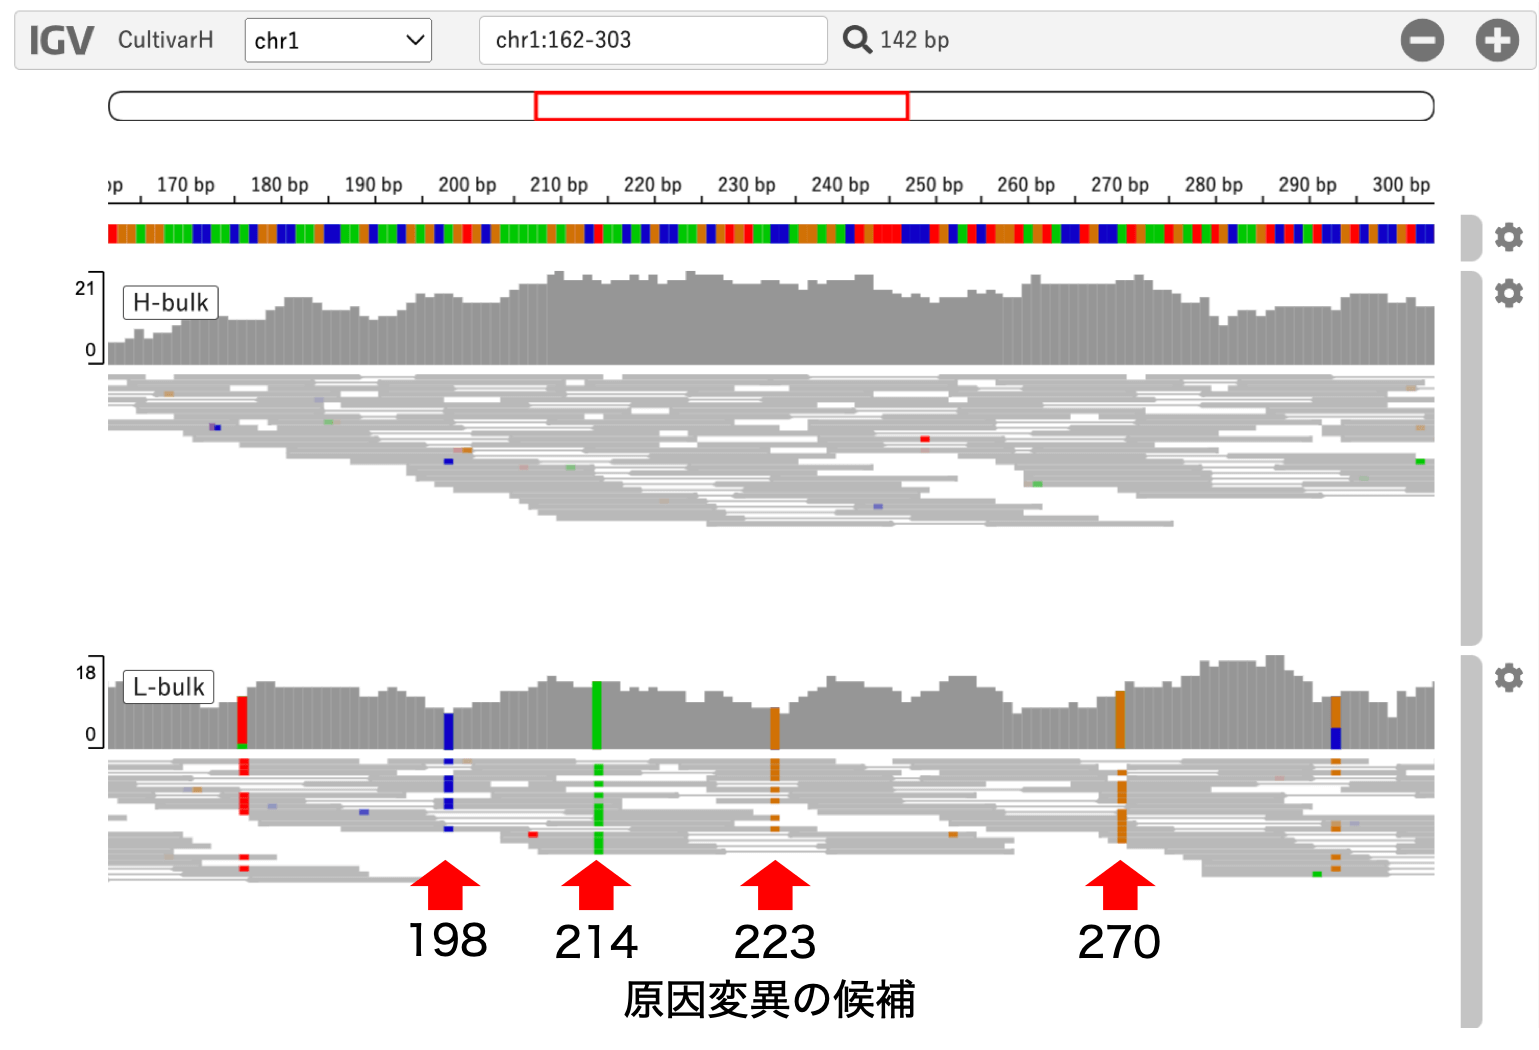 IGV CultivarH chr1 chr1:162-303 142 bp
170 bp 180 bp 190 bp 200 bp 210 bp 220 bp 230 bp 240 bp 250 bp 260 bp 270 bp 280 bp 290 bp 300 bp
21
H-bulk
0
18
L-bulk
0
198 214 223 270
原因変異の候補